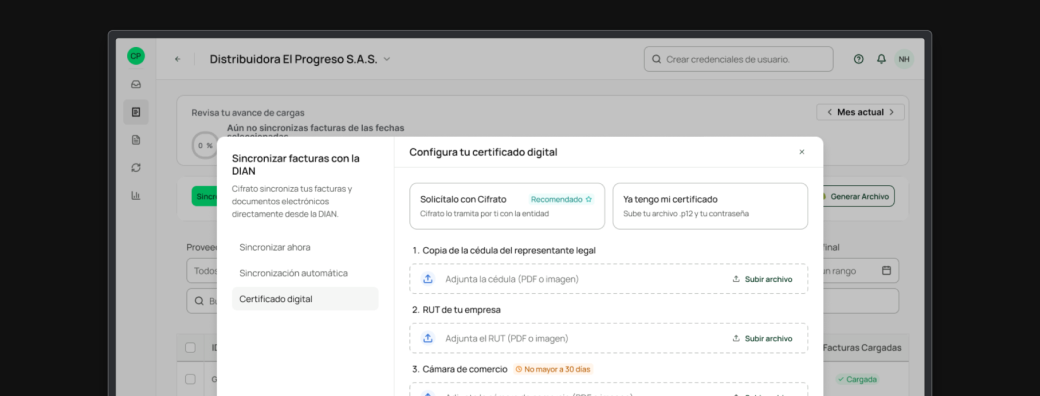 CP
Distribuidora El Progreso S.A.S.
Crear credenciales de usuario.
NH
Revisa tu avance de cargas
Mes actual
Aún no sincronizas facturas de las fechas
seleccionadas
0 %
Generar Archivo
Todos
Sincronizar facturas con la
DIAN
Cifrato sincroniza tus facturas y
documentos electrónicos
directamente desde la DIAN.
Sincronizar ahora
Sincronización automática
Certificado digital
Configura tu certificado digital
Solicítalo con Cifrato
Recomendado
Cifrato lo tramita por ti con la entidad
Ya tengo mi certificado
Sube tu archivo .p12 y tu contraseña
1. Copia de la cédula del representante legal
Adjunta la cédula (PDF o imagen)
Subir archivo
2. RUT de tu empresa
Adjunta el RUT (PDF o imagen)
Subir archivo
3. Cámara de comercio
No mayor a 30 días
Facturas Cargadas
Cargada